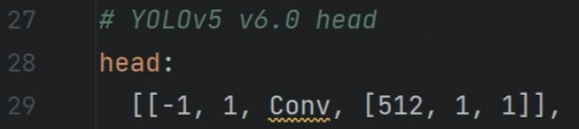 27 # YOLOv5 v6.0 head
28 head:
29 [[-1, 1, Conv, [512, 1, 1]],